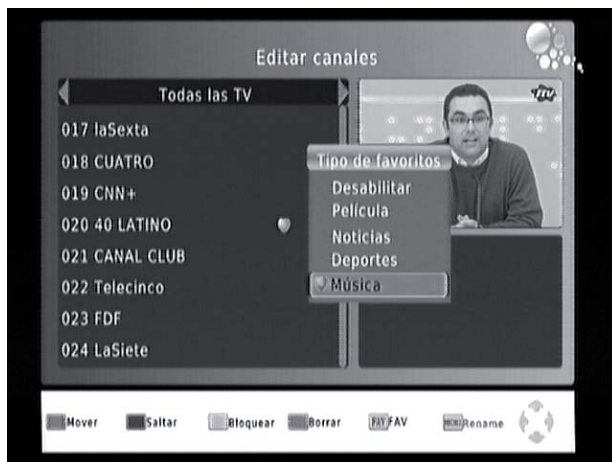 Editar canales
Todas las TV
017 laSexta
018 CUATRO
019 CNN+
020 40 LATINO
021 CANAL CLUB
022 Telecinco
023 FDF
024 LaSiete
Tipo de favoritos
Desabilitar
Película
Noticias
Deportes
Música
Mover
Saltar
Bloquear
Borrar
FAV FAV
Rename